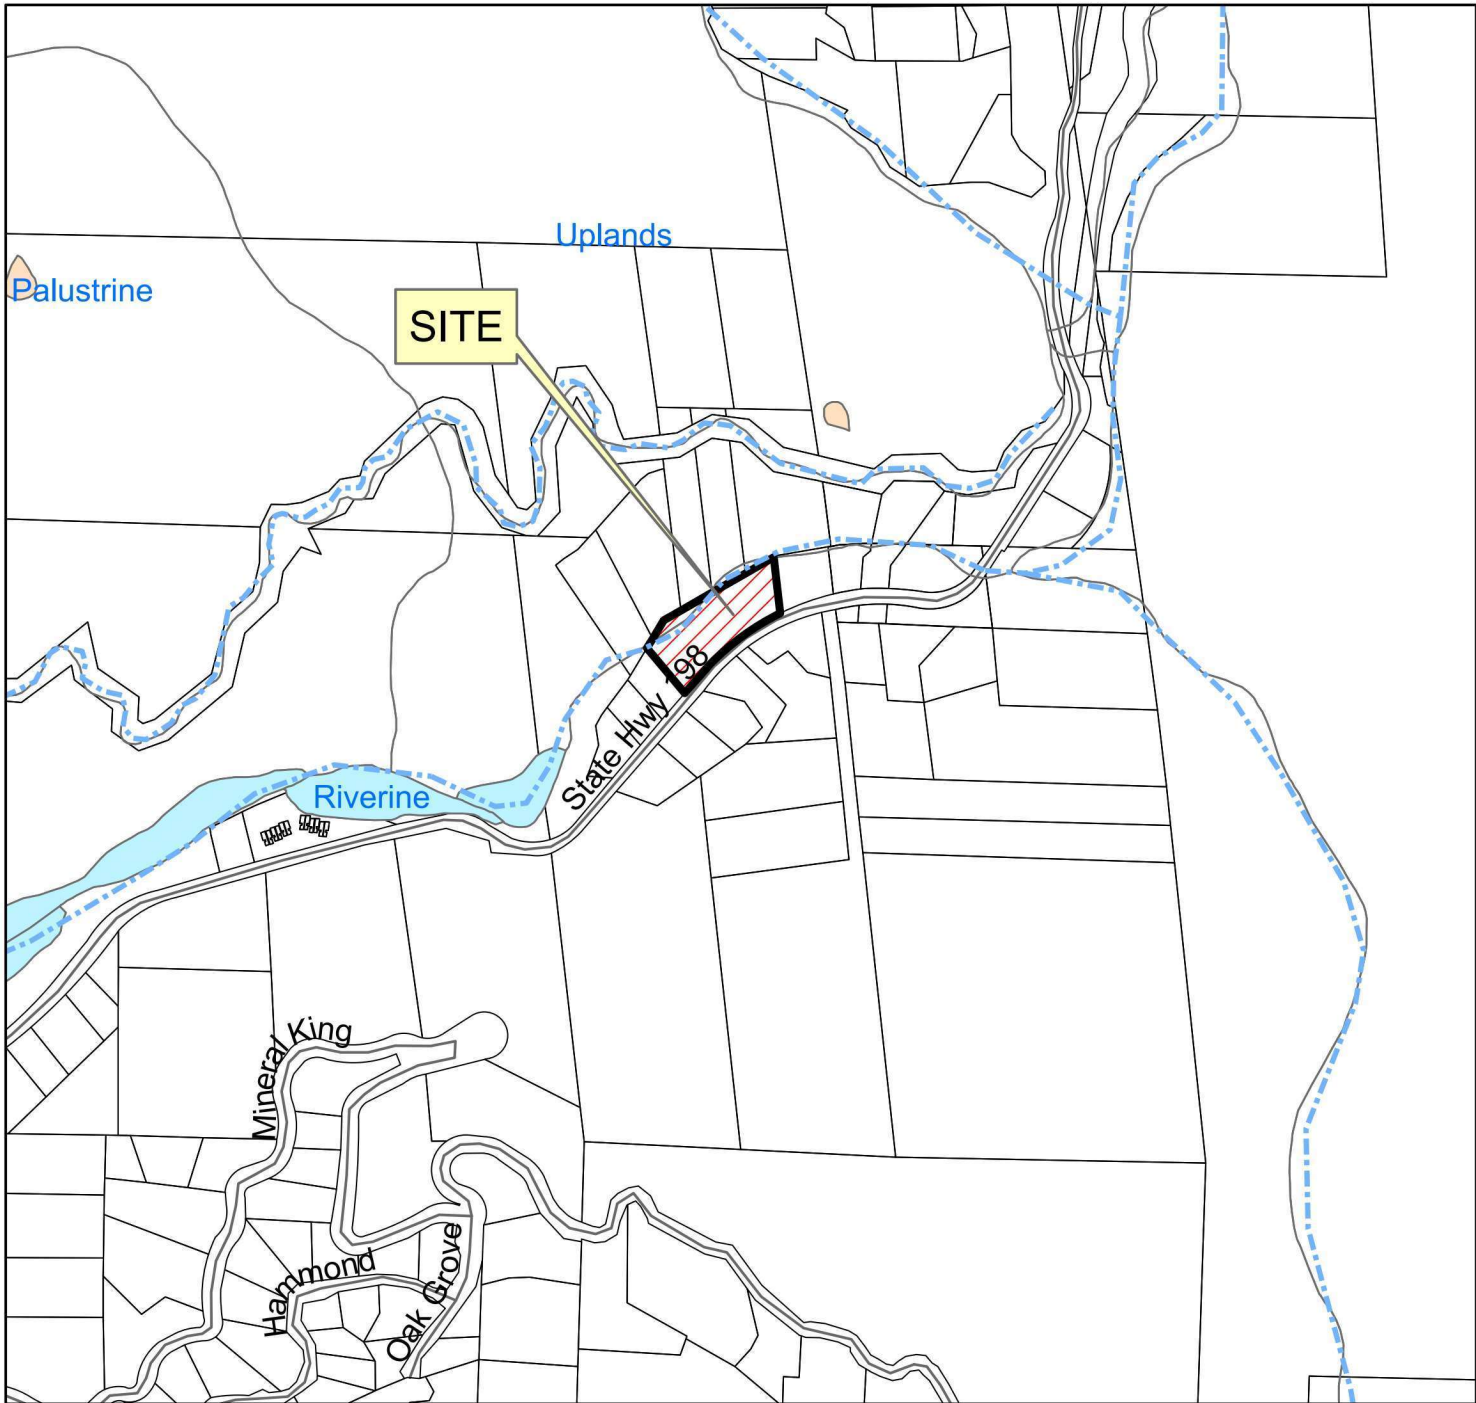 Uplands
Palustrine
SITE
State Hwy 198
Riverine
Mineral King
Hammond
Oak Grove